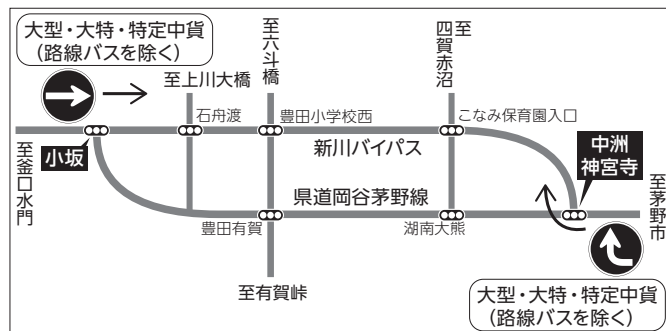 大型・大特・特定中貨
(路線バスを除く)
至上川大橋
至六斗橋
至四賀赤沼
石舟渡
豊田小学校西
こなみ保育園入口
小坂
新川バイパス
中洲
神宮寺
至釜口水門
県道岡谷茅野線
至茅野市
豊田有賀
湖南大熊
至有賀峠
大型・大特・特定中貨
(路線バスを除く)